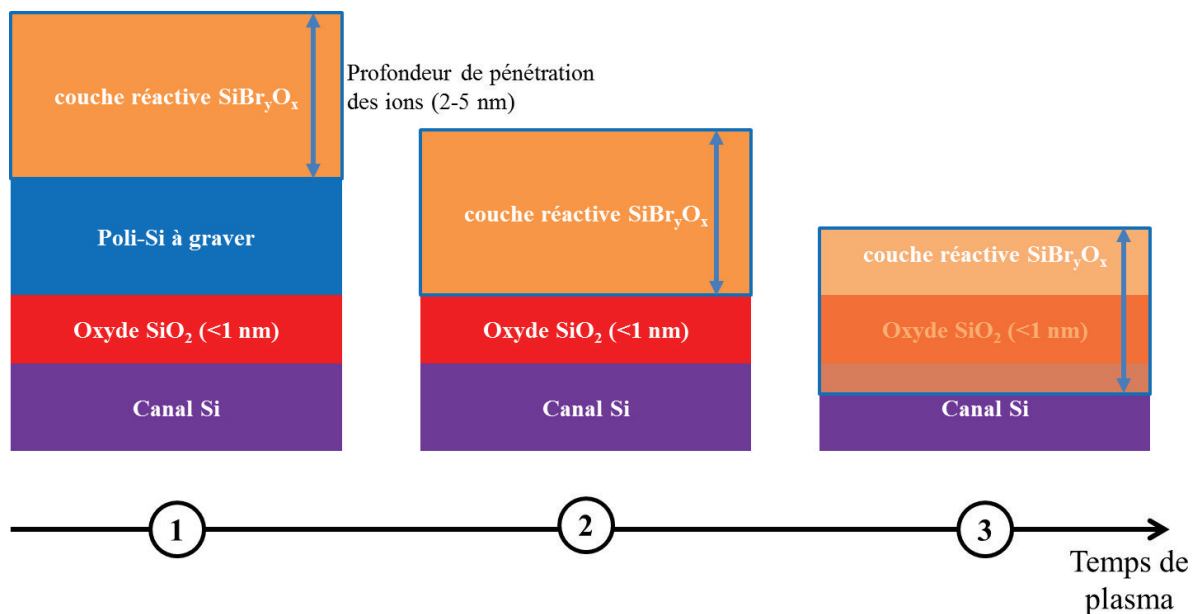 couche réactive SiBryOx
Profondeur de pénétration
des ions (2-5 nm)
Poli-Si à graver
Oxyde SiO2 (<1 nm)
Canal Si
couche réactive SiBryOx
Oxyde SiO2 (<1 nm)
Canal Si
couche réactive SiBryOx
Oxyde SiO2 (<1 nm)
Canal Si
1
2
3
Temps de
plasma